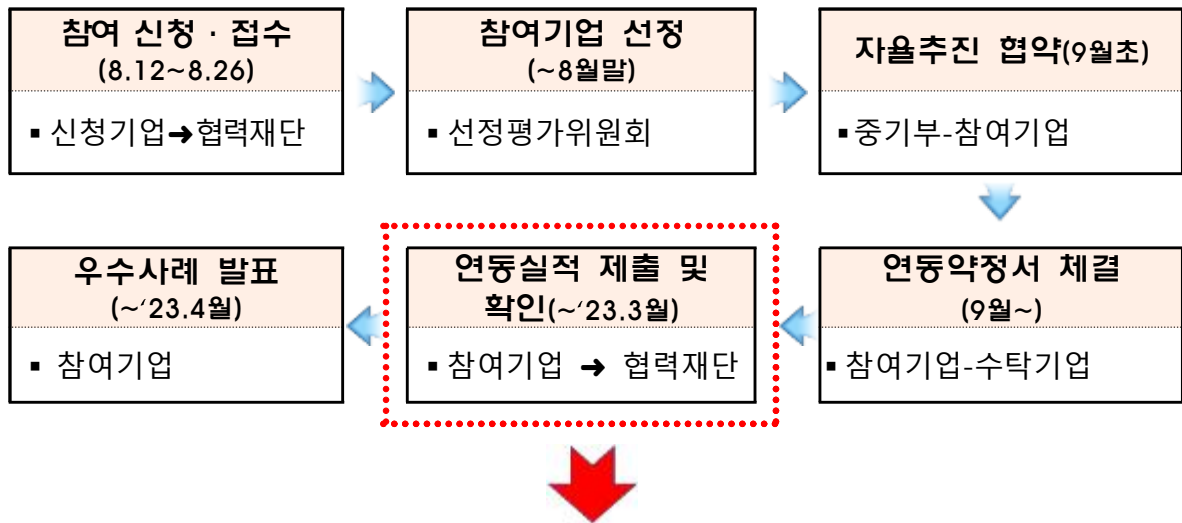 참여 신청 · 접수
(8.12~8.26)
▪ 신청기업➜협력재단
참여기업 선정
(~8월말)
▪ 선정평가위원회
자율추진 협약(9월초)
▪중기부-참여기업
우수사례 발표
(~‘23.4월)
▪ 참여기업
연동실적 제출 및
확인(~‘23.3월)
▪ 참여기업 ➜ 협력재단
연동약정서 체결
(9월~)
▪참여기업-수탁기업